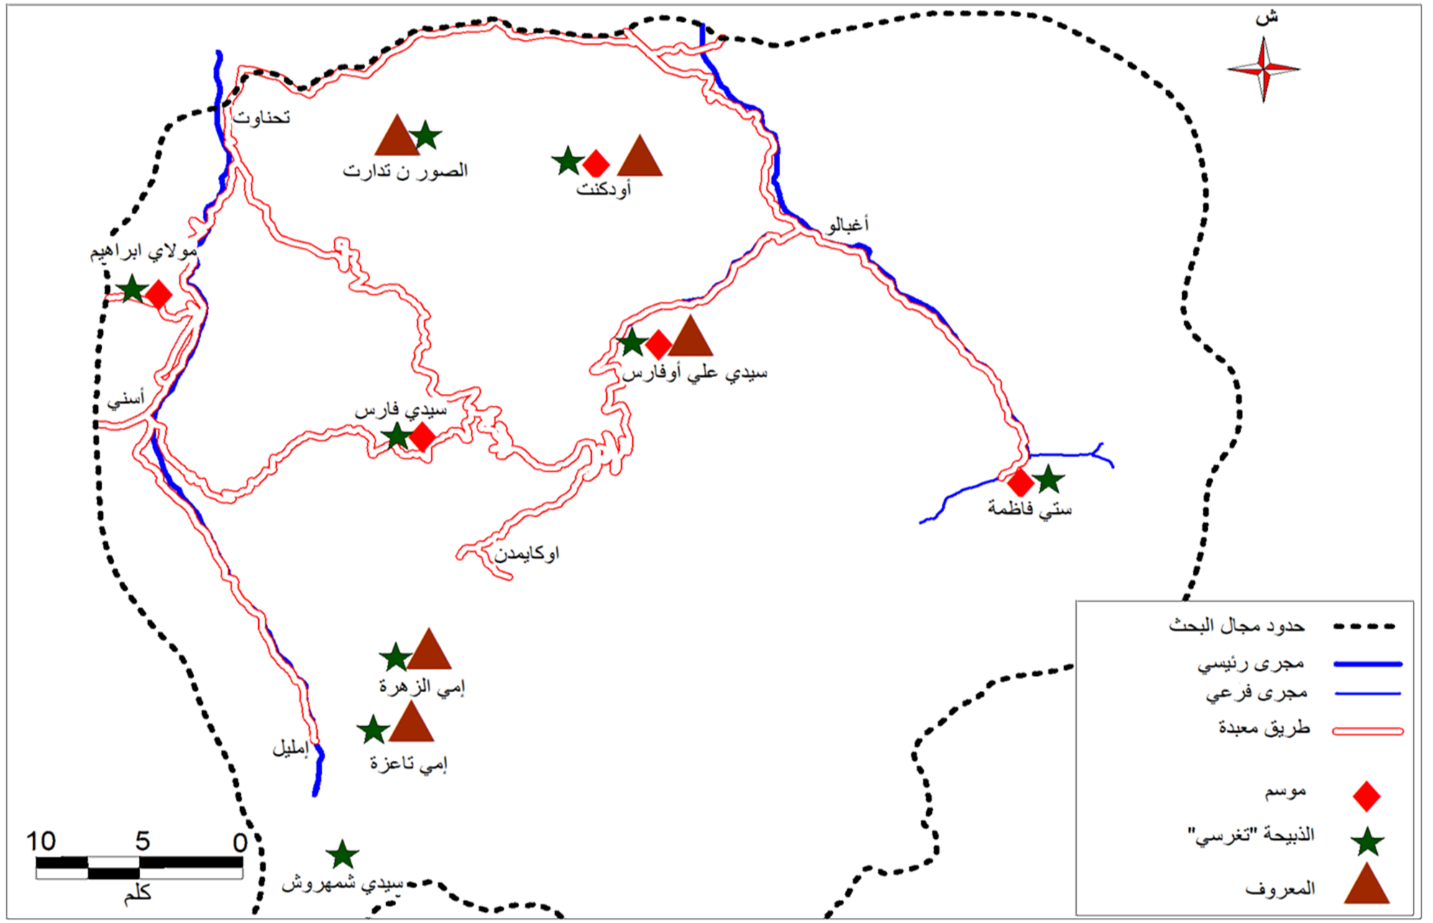 ش
تحناوت
الصور ن تدارت
أودكنت
أغبالو
مولاي ابراهيم
سيدي علي أوفارس
أسني
سيدي فارس
ستي فاظمة
اوكايمدن
إمي الزهرة
إمليل
إمي تاعزة
سيدي شمهروش
10 5 0
كلم
حدود مجال البحث
مجرى رئيسي
مجرى فرعي
طريق معبدة
موسم
الذبيحة "تغرسي"
المعروف